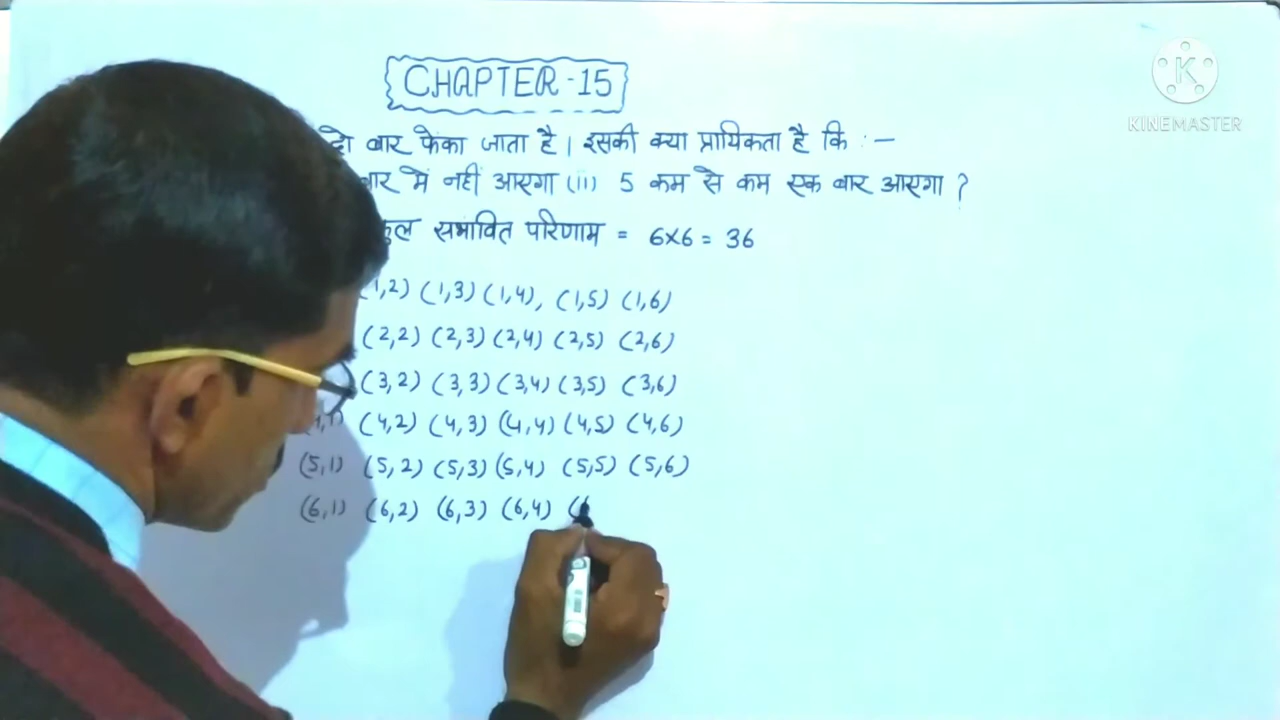 CHAPTER-15
KINEMASTER
दो बार फेंका जाता है। इसकी क्या प्रायिकता है कि :—
बार में नहीं आएगा (ii) 5 कम से कम एक बार आएगा ?
कुल संभावित परिणाम = 6×6 = 36
(1,2) (1,3) (1,4), (1,5) (1,6)
(2,2) (2,3) (2,4) (2,5) (2,6)
(3,2) (3,3) (3,4) (3,5) (3,6)
(4,2) (4,3) (4,4) (4,5) (4,6)
(5,1) (5,2) (5,3) (5,4) (5,5) (5,6)
(6,1) (6,2) (6,3) (6,4) (6